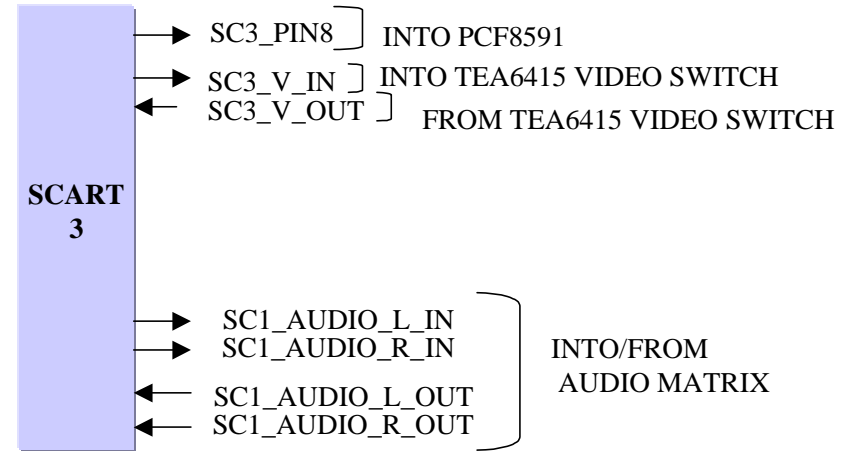 SC3_PIN8 INTO PCF8591
SC3_V_IN INTO TEA6415 VIDEO SWITCH
SC3_V_OUT FROM TEA6415 VIDEO SWITCH
SCART
3
SC1_AUDIO_L_IN
SC1_AUDIO_R_IN
INTO/FROM
AUDIO MATRIX
SC1_AUDIO_L_OUT
SC1_AUDIO_R_OUT